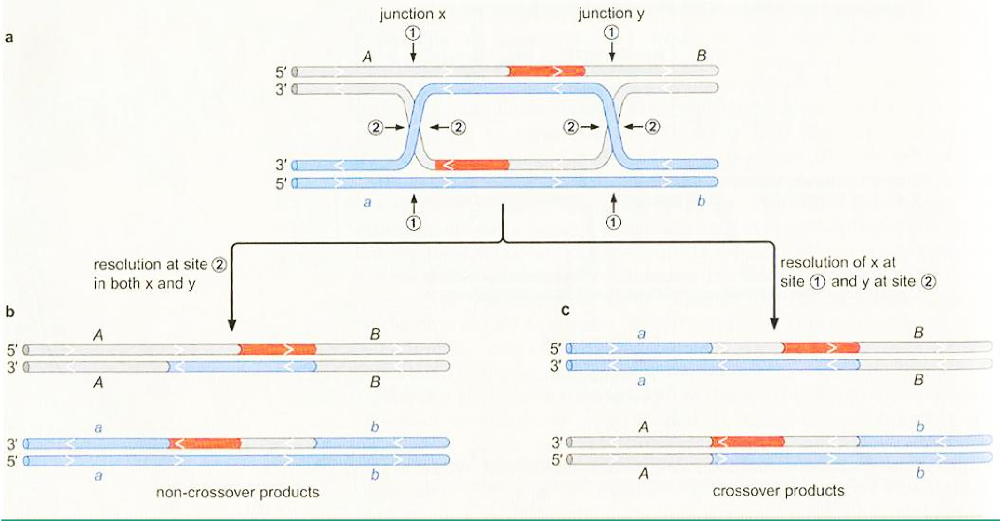 junction x
junction y
a
①
①
A
B
5′
3′
②
②
②
②
3′
5′
a
b
①
①
resolution at site ②
in both x and y
resolution of x at
site ① and y at site ②
b
A
B
5′
3′
A
B
a
b
3′
5′
a
b
non-crossover products
c
a
B
5′
3′
a
B
A
b
3′
5′
A
b
crossover products